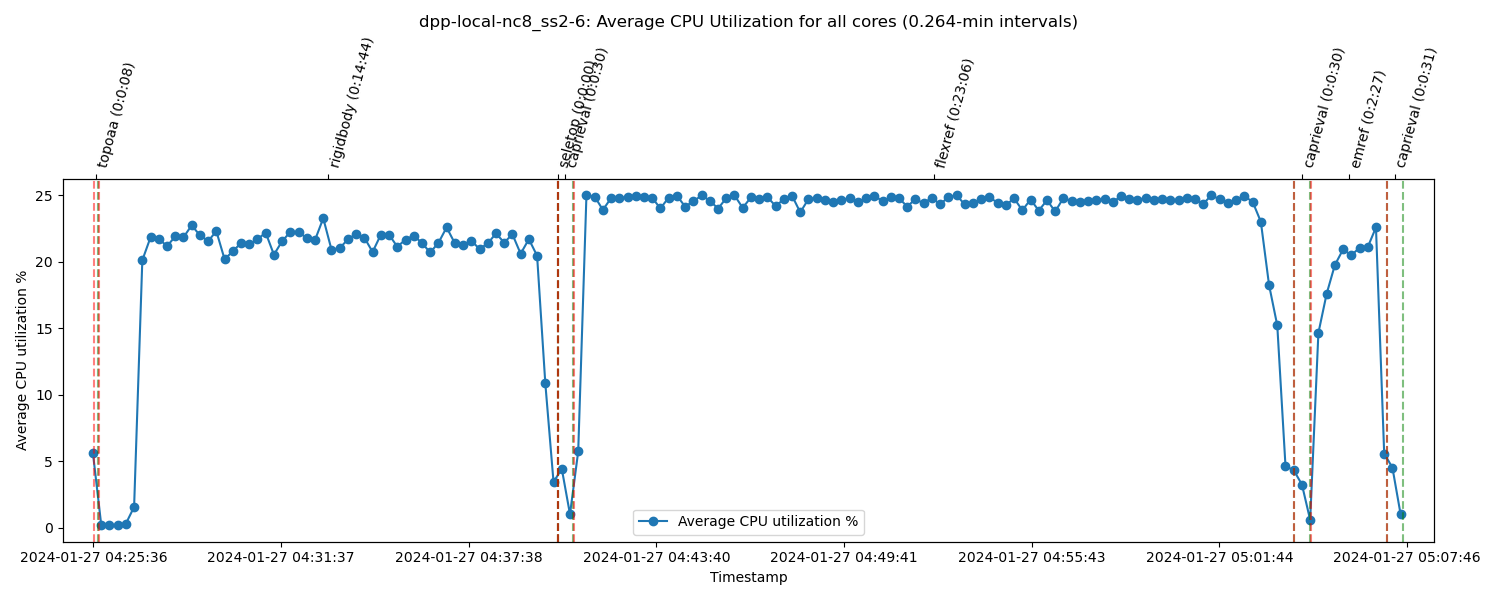 dpp-local-nc8_ss2-6: Average CPU Utilization for all cores (0.264-min intervals)
topoaa (0:0:08)
rigidbody (0:14:44)
seletop (0:0:00)
caprieval (0:0:30)
flexref (0:23:06)
caprieval (0:0:30)
emref (0:2:27)
caprieval (0:0:31)
Average CPU utilization %
25
20
15
10
5
0
Average CPU utilization %
2024-01-27 04:25:36
2024-01-27 04:31:37
2024-01-27 04:37:38
2024-01-27 04:43:40
2024-01-27 04:49:41
2024-01-27 04:55:43
2024-01-27 05:01:44
2024-01-27 05:07:46
Timestamp